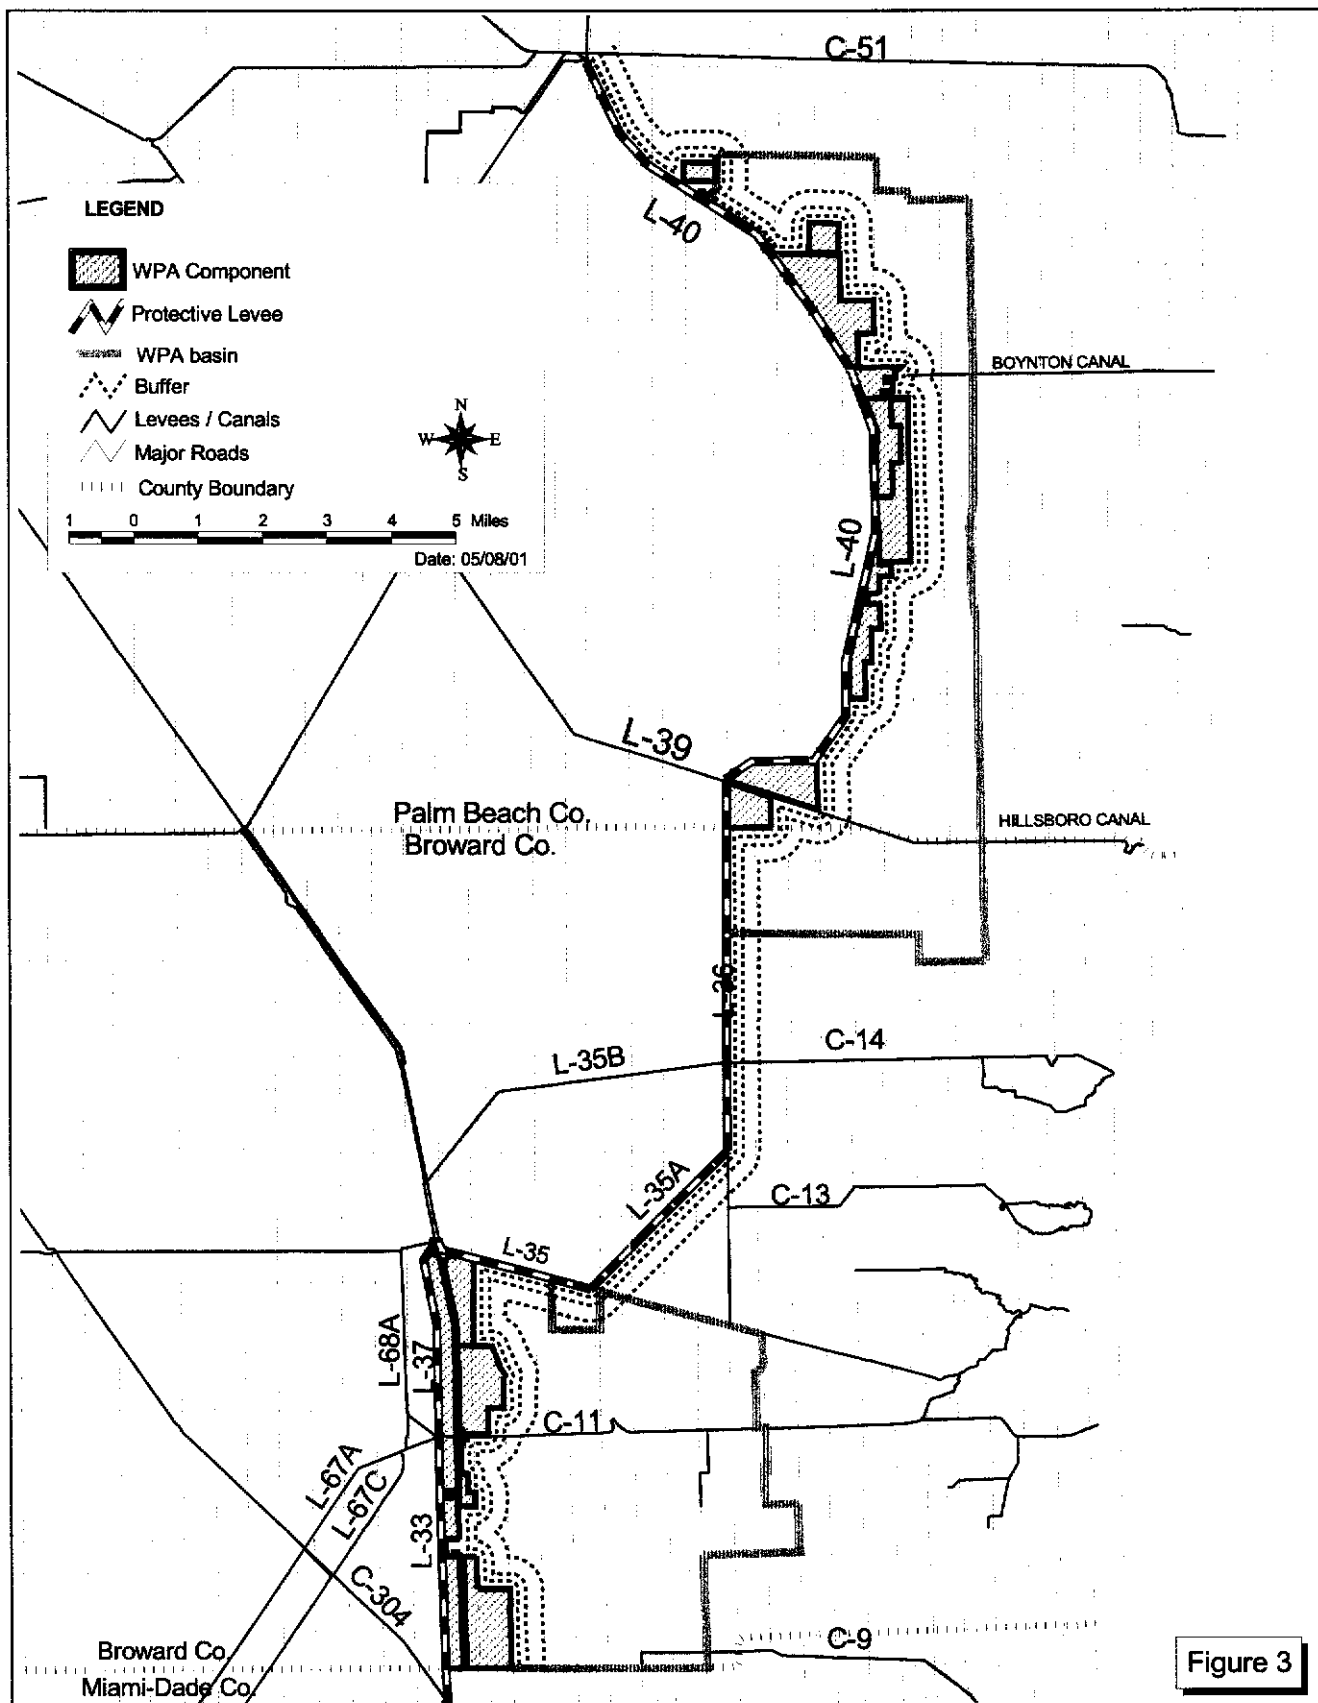 C-51
LEGEND
WPA Component
Protective Levee
WPA basin
Buffer
Levees / Canals
Major Roads
County Boundary
N
W E
S
1 0 1 2 3 4 5 Miles
Date: 05/08/01
L-40
BOYNTON CANAL
L-40
L-39
Palm Beach Co.
Broward Co.
HILLSBORO CANAL
L-36
L-35B
C-14
L-35A
C-13
L-35
L-68A
L-37
C-11
L-67A
L-67C
L-33
C-304
C-9
Broward Co.
Miami-Dade Co.
Figure 3